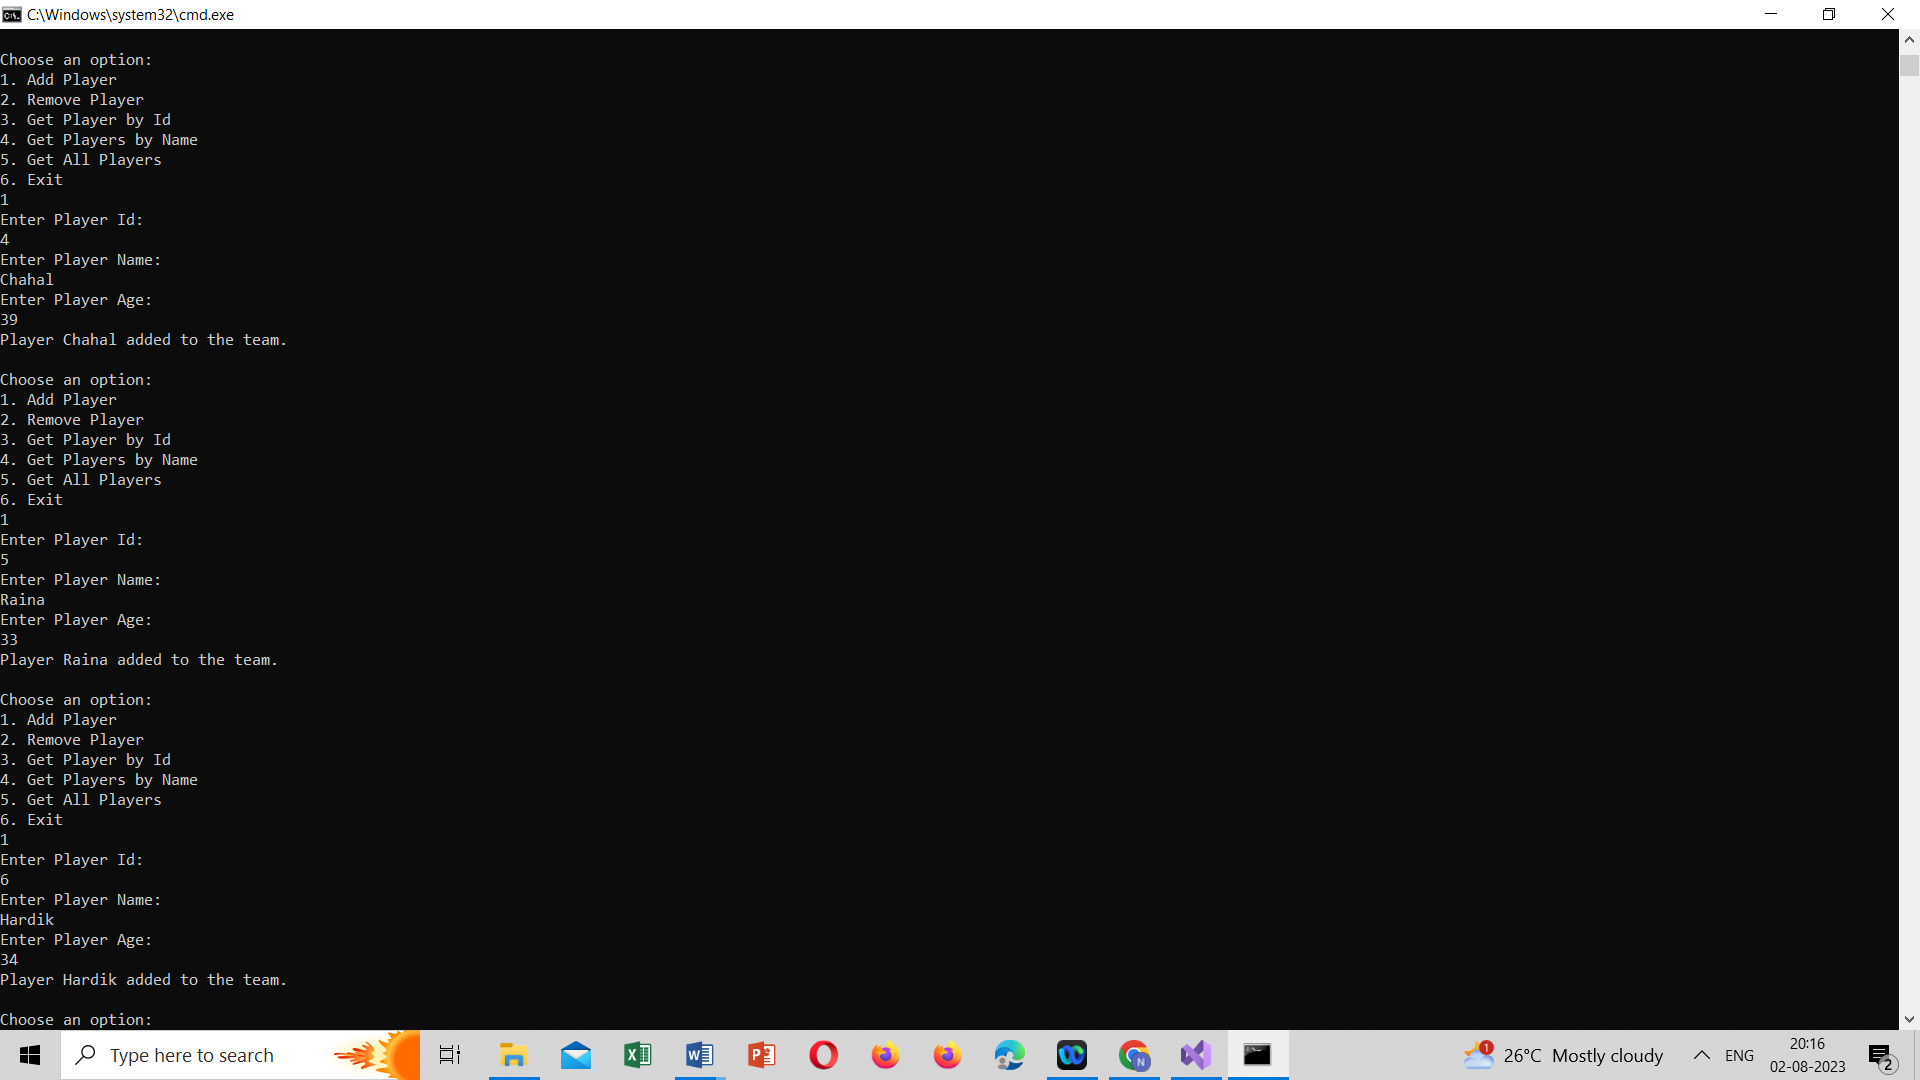 C:\Windows\system32\cmd.exe
Choose an option:
1. Add Player
2. Remove Player
3. Get Player by Id
4. Get Players by Name
5. Get All Players
6. Exit
1
Enter Player Id:
4
Enter Player Name:
Chahal
Enter Player Age:
39
Player Chahal added to the team.
Choose an option:
1. Add Player
2. Remove Player
3. Get Player by Id
4. Get Players by Name
5. Get All Players
6. Exit
1
Enter Player Id:
5
Enter Player Name:
Raina
Enter Player Age:
33
Player Raina added to the team.
Choose an option:
1. Add Player
2. Remove Player
3. Get Player by Id
4. Get Players by Name
5. Get All Players
6. Exit
1
Enter Player Id:
6
Enter Player Name:
Hardik
Enter Player Age:
34
Player Hardik added to the team.
Choose an option:
Type here to search
1
26°C Mostly cloudy
ENG
20:16
02-08-2023
2